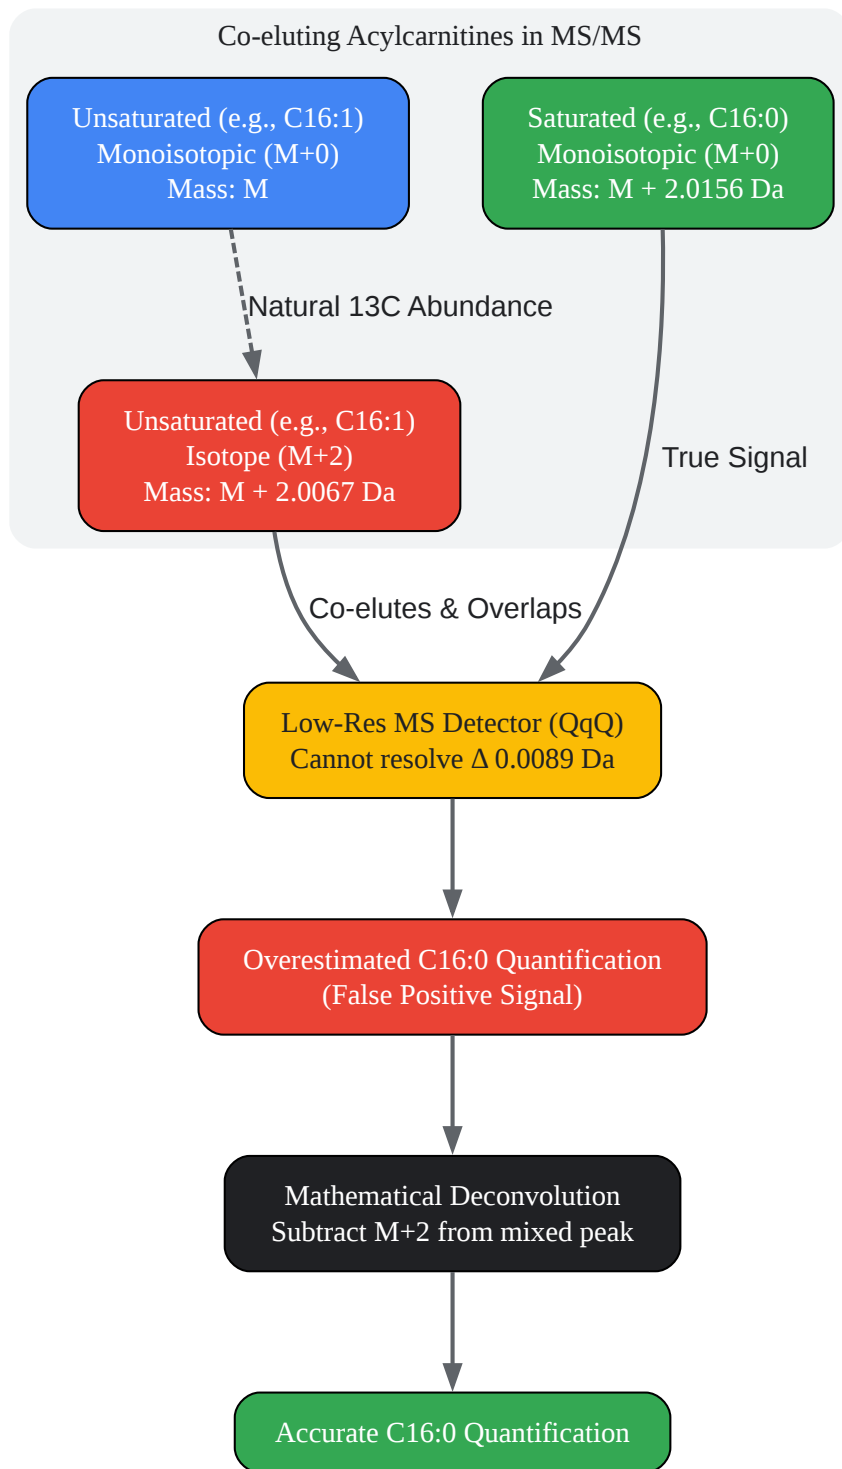 Co-eluting Acylcarnitines in MS/MS
Unsaturated (e.g., C16:1)
Monoisotopic (M+0)
Mass: M
Saturated (e.g., C16:0)
Monoisotopic (M+0)
Mass: M + 2.0156 Da
Natural 13C Abundance
Unsaturated (e.g., C16:1)
Isotope (M+2)
Mass: M + 2.0067 Da
True Signal
Co-elutes & Overlaps
Low-Res MS Detector (QqQ)
Cannot resolve Δ 0.0089 Da
Overestimated C16:0 Quantification
(False Positive Signal)
Mathematical Deconvolution
Subtract M+2 from mixed peak
Accurate C16:0 Quantification